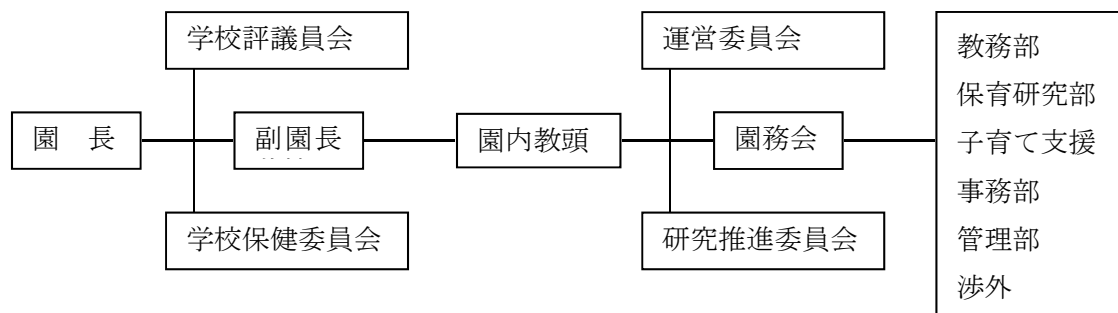 学校評議員会
運営委員会
園　長
副園長
園内教頭
園務会
学校保健委員会
研究推進委員会
教務部
保育研究部
子育て支援
事務部
管理部
渉外